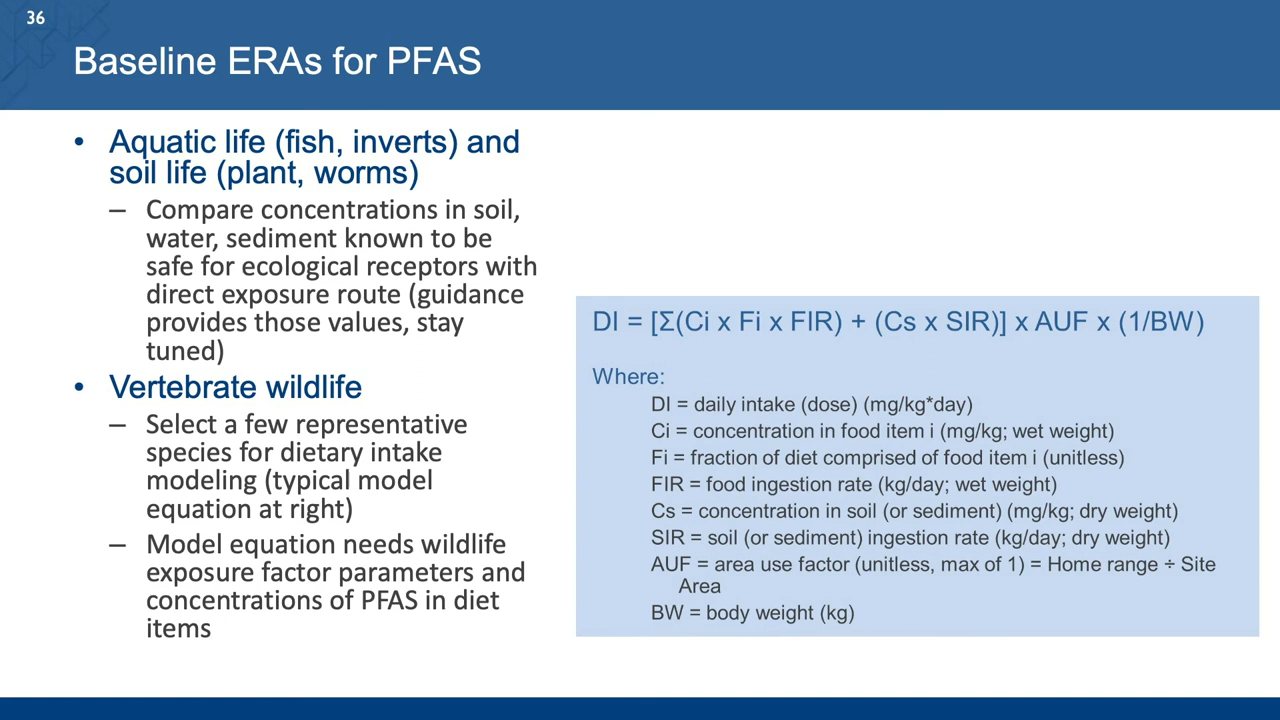 36
Baseline ERAs for PFAS
• Aquatic life (fish, inverts) and
soil life (plant, worms)
– Compare concentrations in soil,
water, sediment known to be
safe for ecological receptors with
direct exposure route (guidance
provides those values, stay
tuned)
• Vertebrate wildlife
– Select a few representative
species for dietary intake
modeling (typical model
equation at right)
– Model equation needs wildlife
exposure factor parameters and
concentrations of PFAS in diet
items
DI = [Σ(Ci x Fi x FIR) + (Cs x SIR)] x AUF x (1/BW)
Where:
DI = daily intake (dose) (mg/kg*day)
Ci = concentration in food item i (mg/kg; wet weight)
Fi = fraction of diet comprised of food item i (unitless)
FIR = food ingestion rate (kg/day; wet weight)
Cs = concentration in soil (or sediment) (mg/kg; dry weight)
SIR = soil (or sediment) ingestion rate (kg/day; dry weight)
AUF = area use factor (unitless, max of 1) = Home range ÷ Site
Area
BW = body weight (kg)